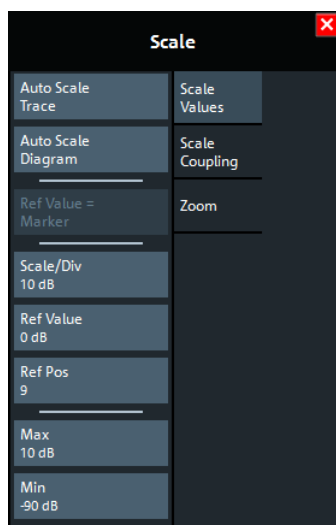 Scale
Auto Scale
Trace
Auto Scale
Diagram
Ref Value =
Marker
Scale/Div
10 dB
Ref Value
0 dB
Ref Pos
9
Max
10 dB
Min
-90 dB
Scale
Values
Scale
Coupling
Zoom